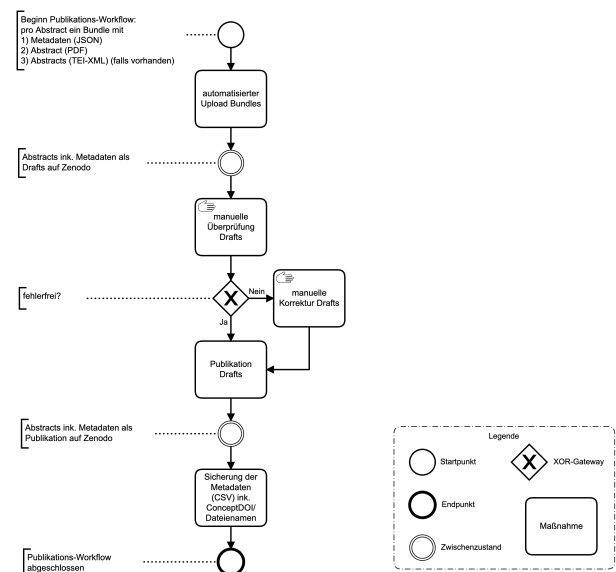 Beginn Publikations-Workflow:
pro Abstract ein Bundle mit
1) Metadaten (JSON)
2) Abstract (PDF)
3) Abstracts (TEI-XML) (falls vorhanden)
automatisierter
Upload Bundles
Abstracts ink. Metadaten als
Drafts auf Zenodo
manuelle
Überprüfung
Drafts
fehlerfrei?
X
Nein
manuelle
Korrektur Drafts
Ja
Publikation
Drafts
Abstracts ink. Metadaten als
Publikation auf Zenodo
Sicherung der
Metadaten
(CSV) ink.
ConceptDOI/
Dateienamen
Publikations-Workflow
abgeschlossen
Legende
Startpunkt
X
XOR-Gateway
Endpunkt
Maßnahme
Zwischenzustand